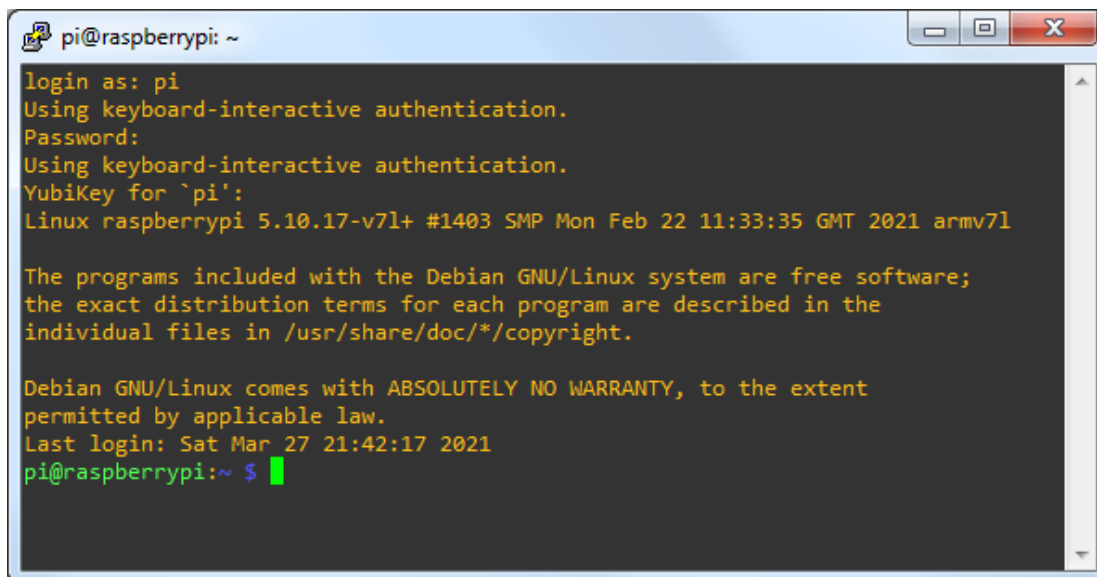 pi@raspberrypi: ~
login as: pi
Using keyboard-interactive authentication.
Password:
Using keyboard-interactive authentication.
YubiKey for `pi':
Linux raspberrypi 5.10.17-v7l+ #1403 SMP Mon Feb 22 11:33:35 GMT 2021 armv7l
The programs included with the Debian GNU/Linux system are free software;
the exact distribution terms for each program are described in the
individual files in /usr/share/doc/*/copyright.
Debian GNU/Linux comes with ABSOLUTELY NO WARRANTY, to the extent
permitted by applicable law.
Last login: Sat Mar 27 21:42:17 2021
pi@raspberrypi:~ $